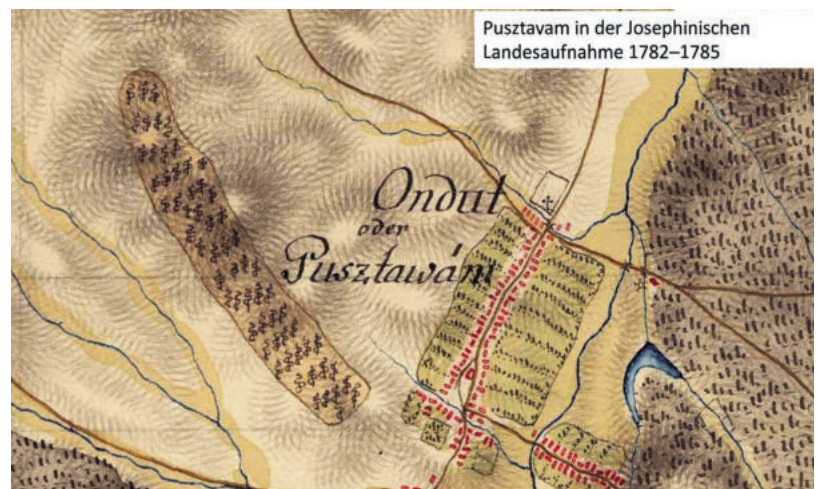 Pusztavam in der Josephinischen
Landesaufnahme 1782–1785
Ondut
oder
Pusztawám